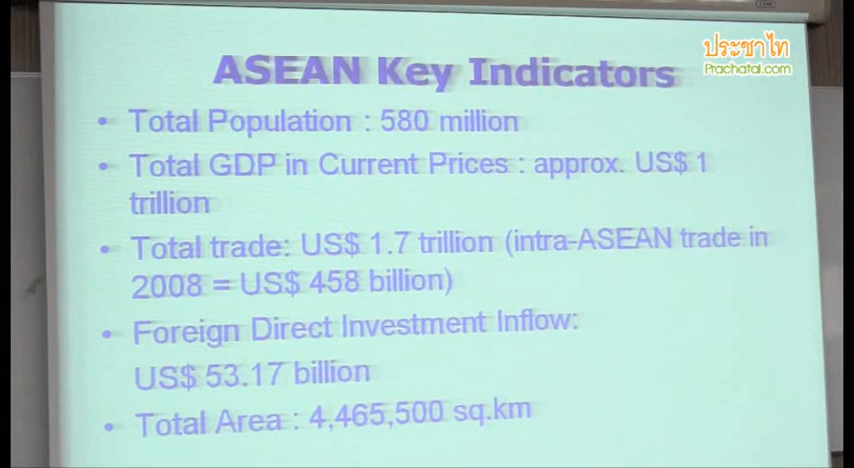 ประชาไท
Prachatai.com
ASEAN Key Indicators
• Total Population : 580 million
• Total GDP in Current Prices : approx. US$ 1
trillion
• Total trade: US$ 1.7 trillion (intra-ASEAN trade in
2008 = US$ 458 billion)
• Foreign Direct Investment Inflow:
US$ 53.17 billion
• Total Area : 4,465,500 sq.km